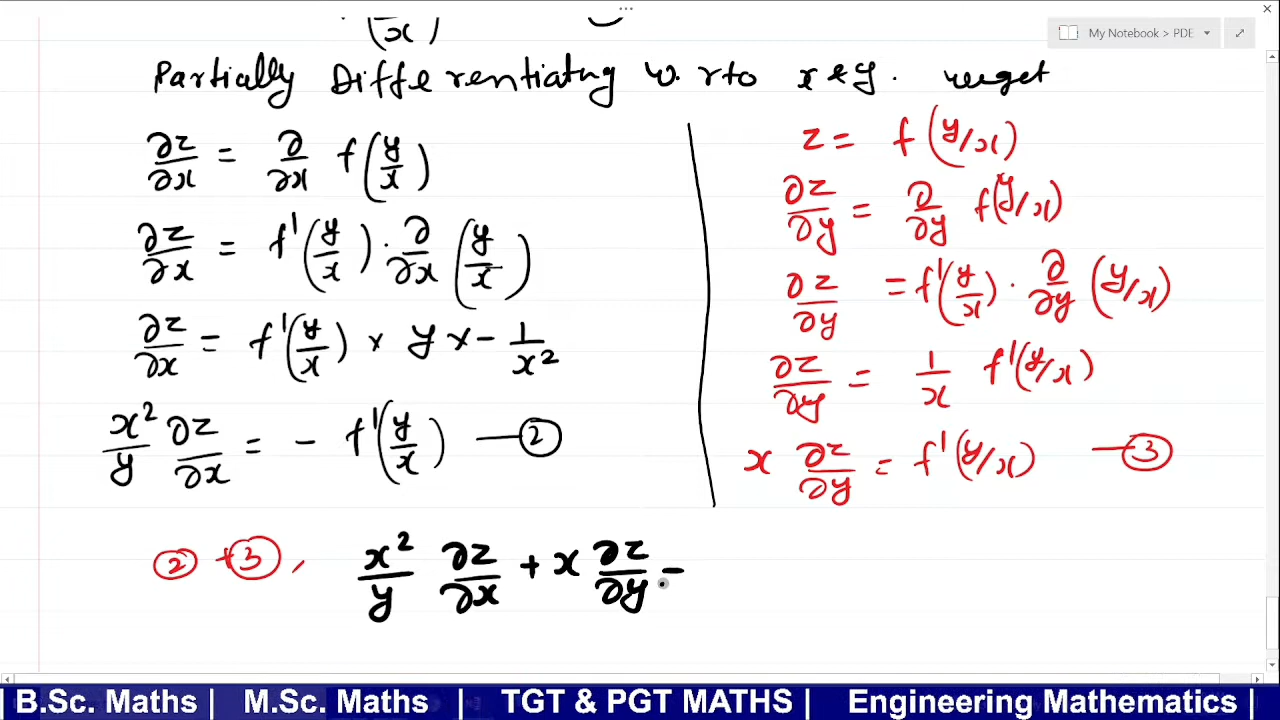 (‾/x)
My Notebook > PDE
Partially Differentiating w. r to x & y. we get
∂z/∂x = ∂/∂x f(y/x)
∂z/∂x = f'(y/x) · ∂/∂x (y/x)
∂z/∂x = f'(y/x) × y × - 1/x²
x²/y ∂z/∂x = - f'(y/x) —②
z = f(y/x)
∂z/∂y = ∂/∂y f(y/x)
∂z/∂y = f'(y/x) · ∂/∂y (y/x)
∂z/∂y = 1/x f'(y/x)
x ∂z/∂y = f'(y/x) —③
② + ③, x²/y ∂z/∂x + x ∂z/∂y =
B.Sc. Maths | M.Sc. Maths | TGT & PGT MATHS | Engineering Mathematics